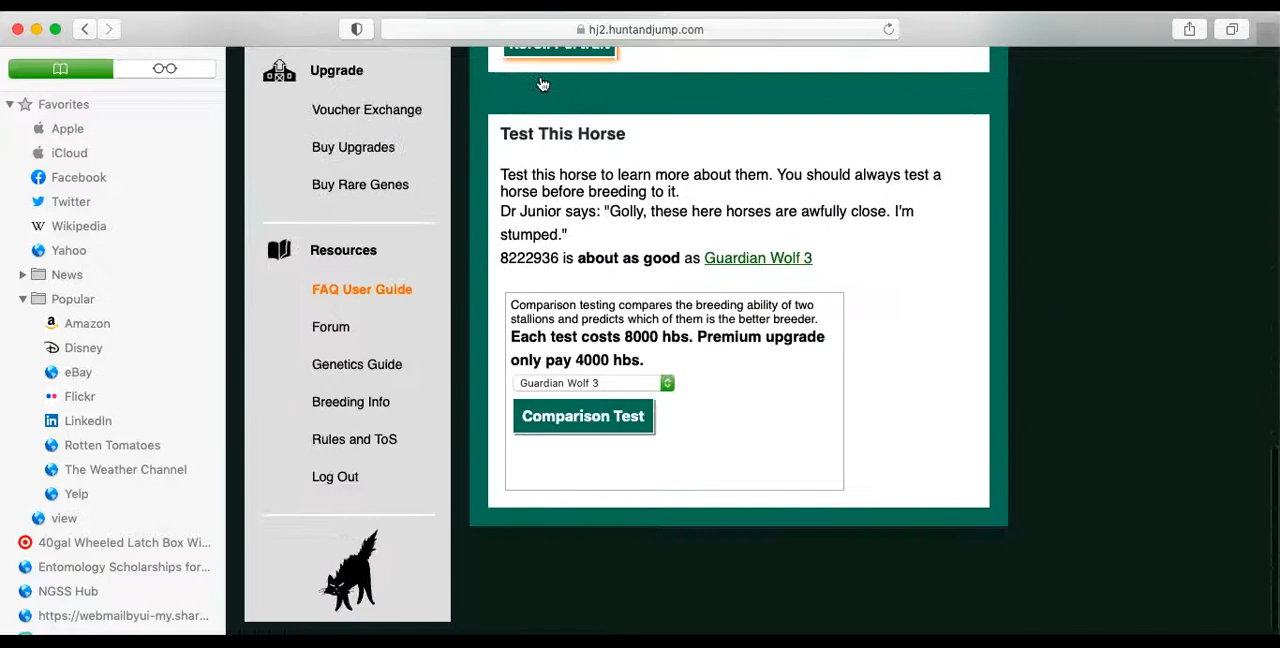 hj2.huntandjump.com
Favorites
Apple
iCloud
Facebook
Twitter
Wikipedia
Yahoo
News
Popular
Amazon
Disney
eBay
Flickr
LinkedIn
Rotten Tomatoes
The Weather Channel
Yelp
view
40gal Wheeled Latch Box Wi...
Entomology Scholarships for...
NGSS Hub
https://webmailbyui-my.shar...
Upgrade
Voucher Exchange
Buy Upgrades
Buy Rare Genes
Resources
FAQ User Guide
Forum
Genetics Guide
Breeding Info
Rules and ToS
Log Out
Reroll Portrait
Test This Horse
Test this horse to learn more about them. You should always test a
horse before breeding to it.
Dr Junior says: "Golly, these here horses are awfully close. I'm
stumped."
8222936 is about as good as Guardian Wolf 3
Comparison testing compares the breeding ability of two
stallions and predicts which of them is the better breeder.
Each test costs 8000 hbs. Premium upgrade
only pay 4000 hbs.
Guardian Wolf 3
Comparison Test